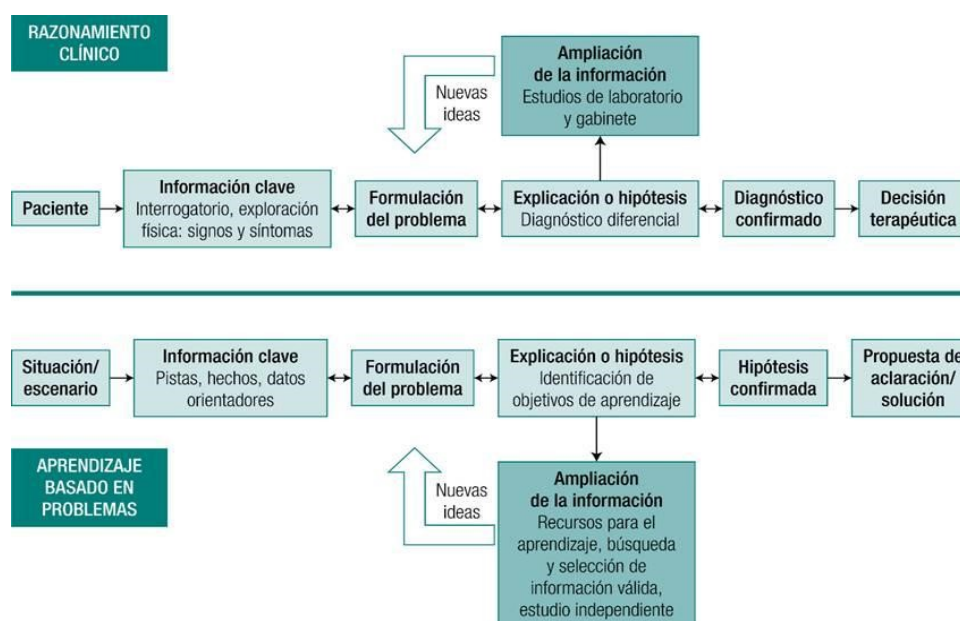 RAZONAMIENTO
CLÍNICO
Nuevas
ideas
Ampliación
de la información
Estudios de laboratorio
y gabinete
Paciente
Información clave
Interrogatorio, exploración
física: signos y síntomas
Formulación
del problema
Explicación o hipótesis
Diagnóstico diferencial
Diagnóstico
confirmado
Decisión
terapéutica
Situación/
escenario
Información clave
Pistas, hechos, datos
orientadores
Formulación
del problema
Explicación o hipótesis
Identificación de
objetivos de aprendizaje
Hipótesis
confirmada
Propuesta de
aclaración/
solución
APRENDIZAJE
BASADO EN
PROBLEMAS
Nuevas
ideas
Ampliación
de la información
Recursos para el
aprendizaje, búsqueda
y selección de
información válida,
estudio independiente